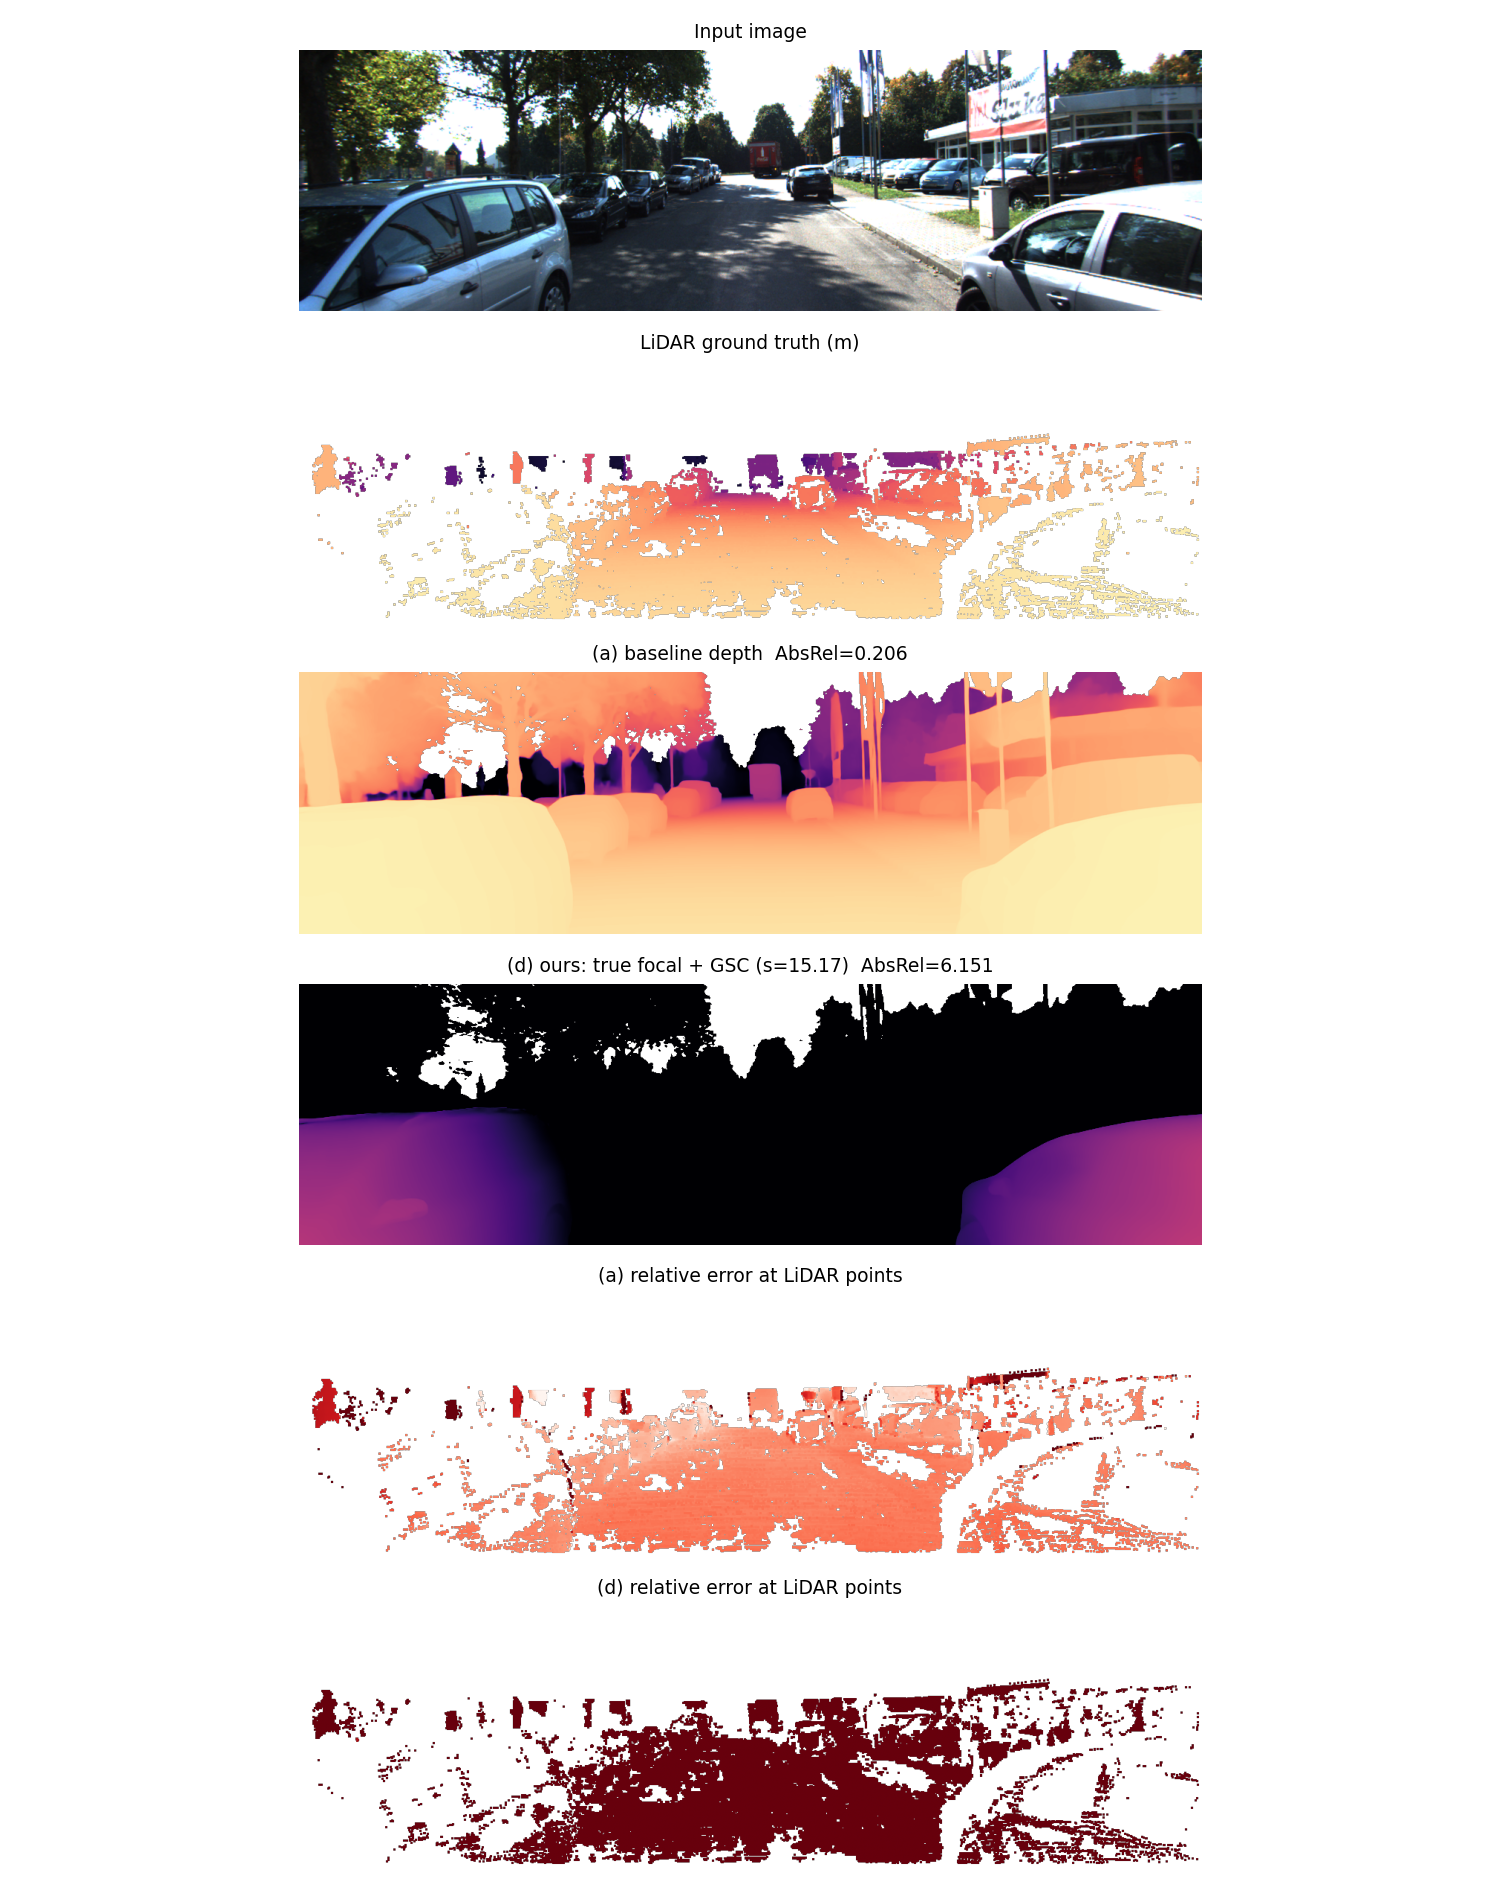 Input image
LiDAR ground truth (m)
(a) baseline depth  AbsRel=0.206
(d) ours: true focal + GSC (s=15.17)  AbsRel=6.151
(a) relative error at LiDAR points
(d) relative error at LiDAR points